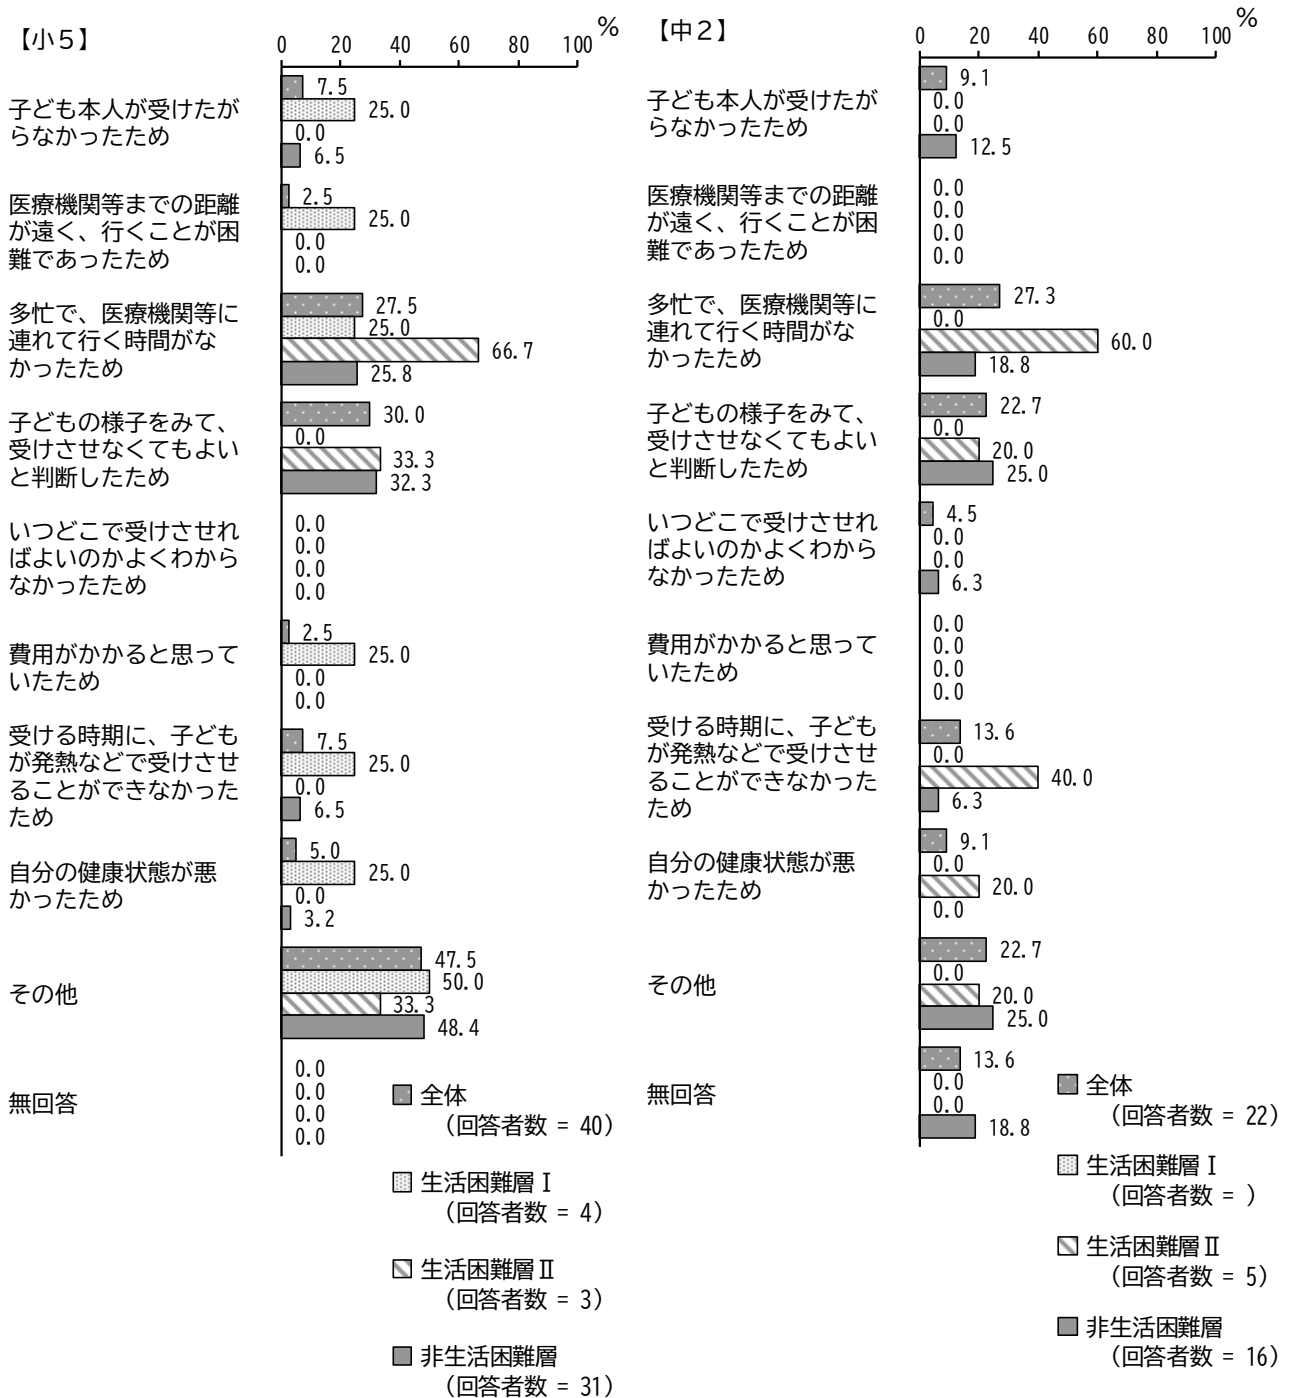 【小５】
0 20 40 60 80 100 %
子ども本人が受けたが
らなかったため
7.5
25.0
0.0
6.5
医療機関等までの距離
が遠く、行くことが困
難であったため
2.5
25.0
0.0
0.0
多忙で、医療機関等に
連れて行く時間がな
かったため
27.5
25.0
66.7
25.8
子どもの様子をみて、
受けさせなくてもよい
と判断したため
30.0
0.0
33.3
32.3
いつどこで受けさせれ
ばよいのかよくわから
なかったため
0.0
0.0
0.0
0.0
費用がかかると思って
いたため
2.5
25.0
0.0
0.0
受ける時期に、子ども
が発熱などで受けさせ
ることができなかった
ため
7.5
25.0
0.0
6.5
自分の健康状態が悪
かったため
5.0
25.0
0.0
3.2
その他
47.5
50.0
33.3
48.4
無回答
0.0
0.0
0.0
0.0
全体
（回答者数 = 40）
生活困難層Ⅰ
（回答者数 = 4）
生活困難層Ⅱ
（回答者数 = 3）
非生活困難層
（回答者数 = 31）
【中２】
0 20 40 60 80 100 %
子ども本人が受けたが
らなかったため
9.1
0.0
0.0
12.5
医療機関等までの距離
が遠く、行くことが困
難であったため
0.0
0.0
0.0
0.0
多忙で、医療機関等に
連れて行く時間がな
かったため
27.3
0.0
60.0
18.8
子どもの様子をみて、
受けさせなくてもよい
と判断したため
22.7
0.0
20.0
25.0
いつどこで受けさせれ
ばよいのかよくわから
なかったため
4.5
0.0
0.0
6.3
費用がかかると思って
いたため
0.0
0.0
0.0
0.0
受ける時期に、子ども
が発熱などで受けさせ
ることができなかった
ため
13.6
0.0
40.0
6.3
自分の健康状態が悪
かったため
9.1
0.0
20.0
0.0
その他
22.7
0.0
20.0
25.0
無回答
13.6
0.0
0.0
18.8
全体
（回答者数 = 22）
生活困難層Ⅰ
（回答者数 = ）
生活困難層Ⅱ
（回答者数 = 5）
非生活困難層
（回答者数 = 16）